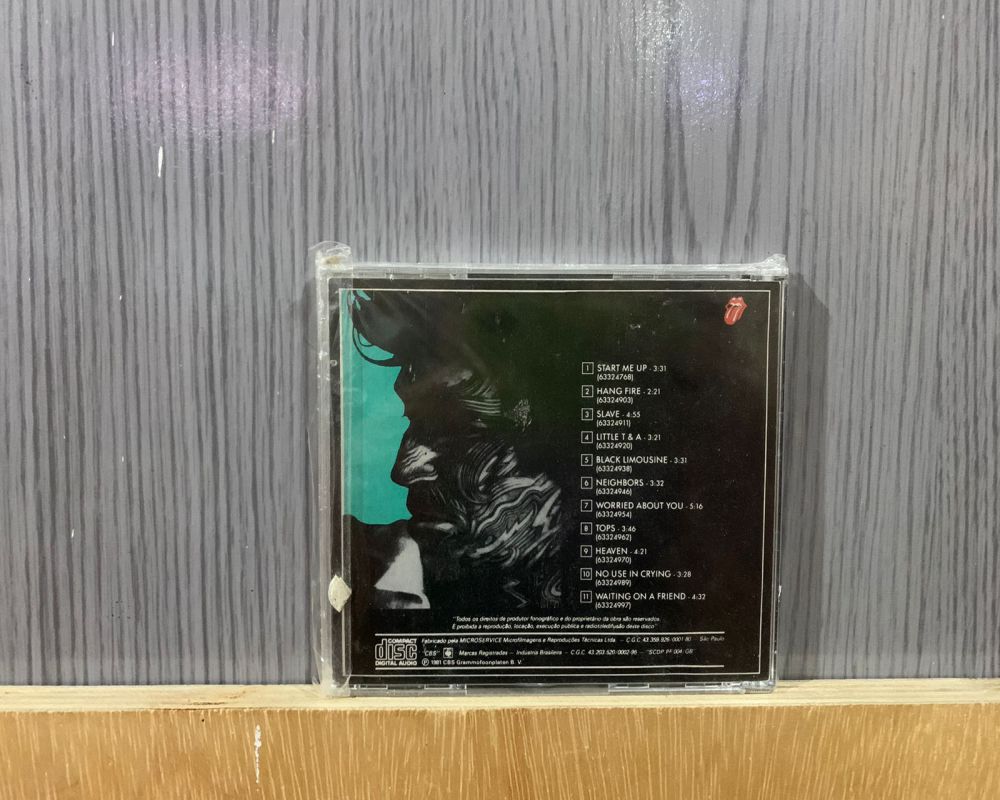 1 START ME UP - 3:31
(63324768)
2 HANG FIRE - 2:21
(63324903)
3 SLAVE - 4:55
(63324911)
4 LITTLE T & A - 3:21
(63324920)
5 BLACK LIMOUSINE - 3:31
(63324938)
6 NEIGHBORS - 3:32
(63324946)
7 WORRIED ABOUT YOU - 5:16
(63324954)
8 TOPS - 3:46
(63324962)
9 HEAVEN - 4:21
(63324970)
10 NO USE IN CRYING - 3:28
(63324989)
11 WAITING ON A FRIEND - 4:32
(63324997)
"Todos os direitos de produtor fonográfico e do proprietário da obra são reservados.
É proibida a reprodução, locação, execução pública e radioteledifusão deste disco"
COMPACT disc DIGITAL AUDIO
Fabricado pela MICROSERVICE Microfilmagens e Reproduções Técnicas Ltda. - C.G.C. 43.359.926/0001-80 - São Paulo
"CBS" Marcas Registradas - Indústria Brasileira - C.G.C. 43.203.520/0002-96 - "SCDP PF 004/GB"
℗ 1981 CBS Grammofoonplaten B. V.